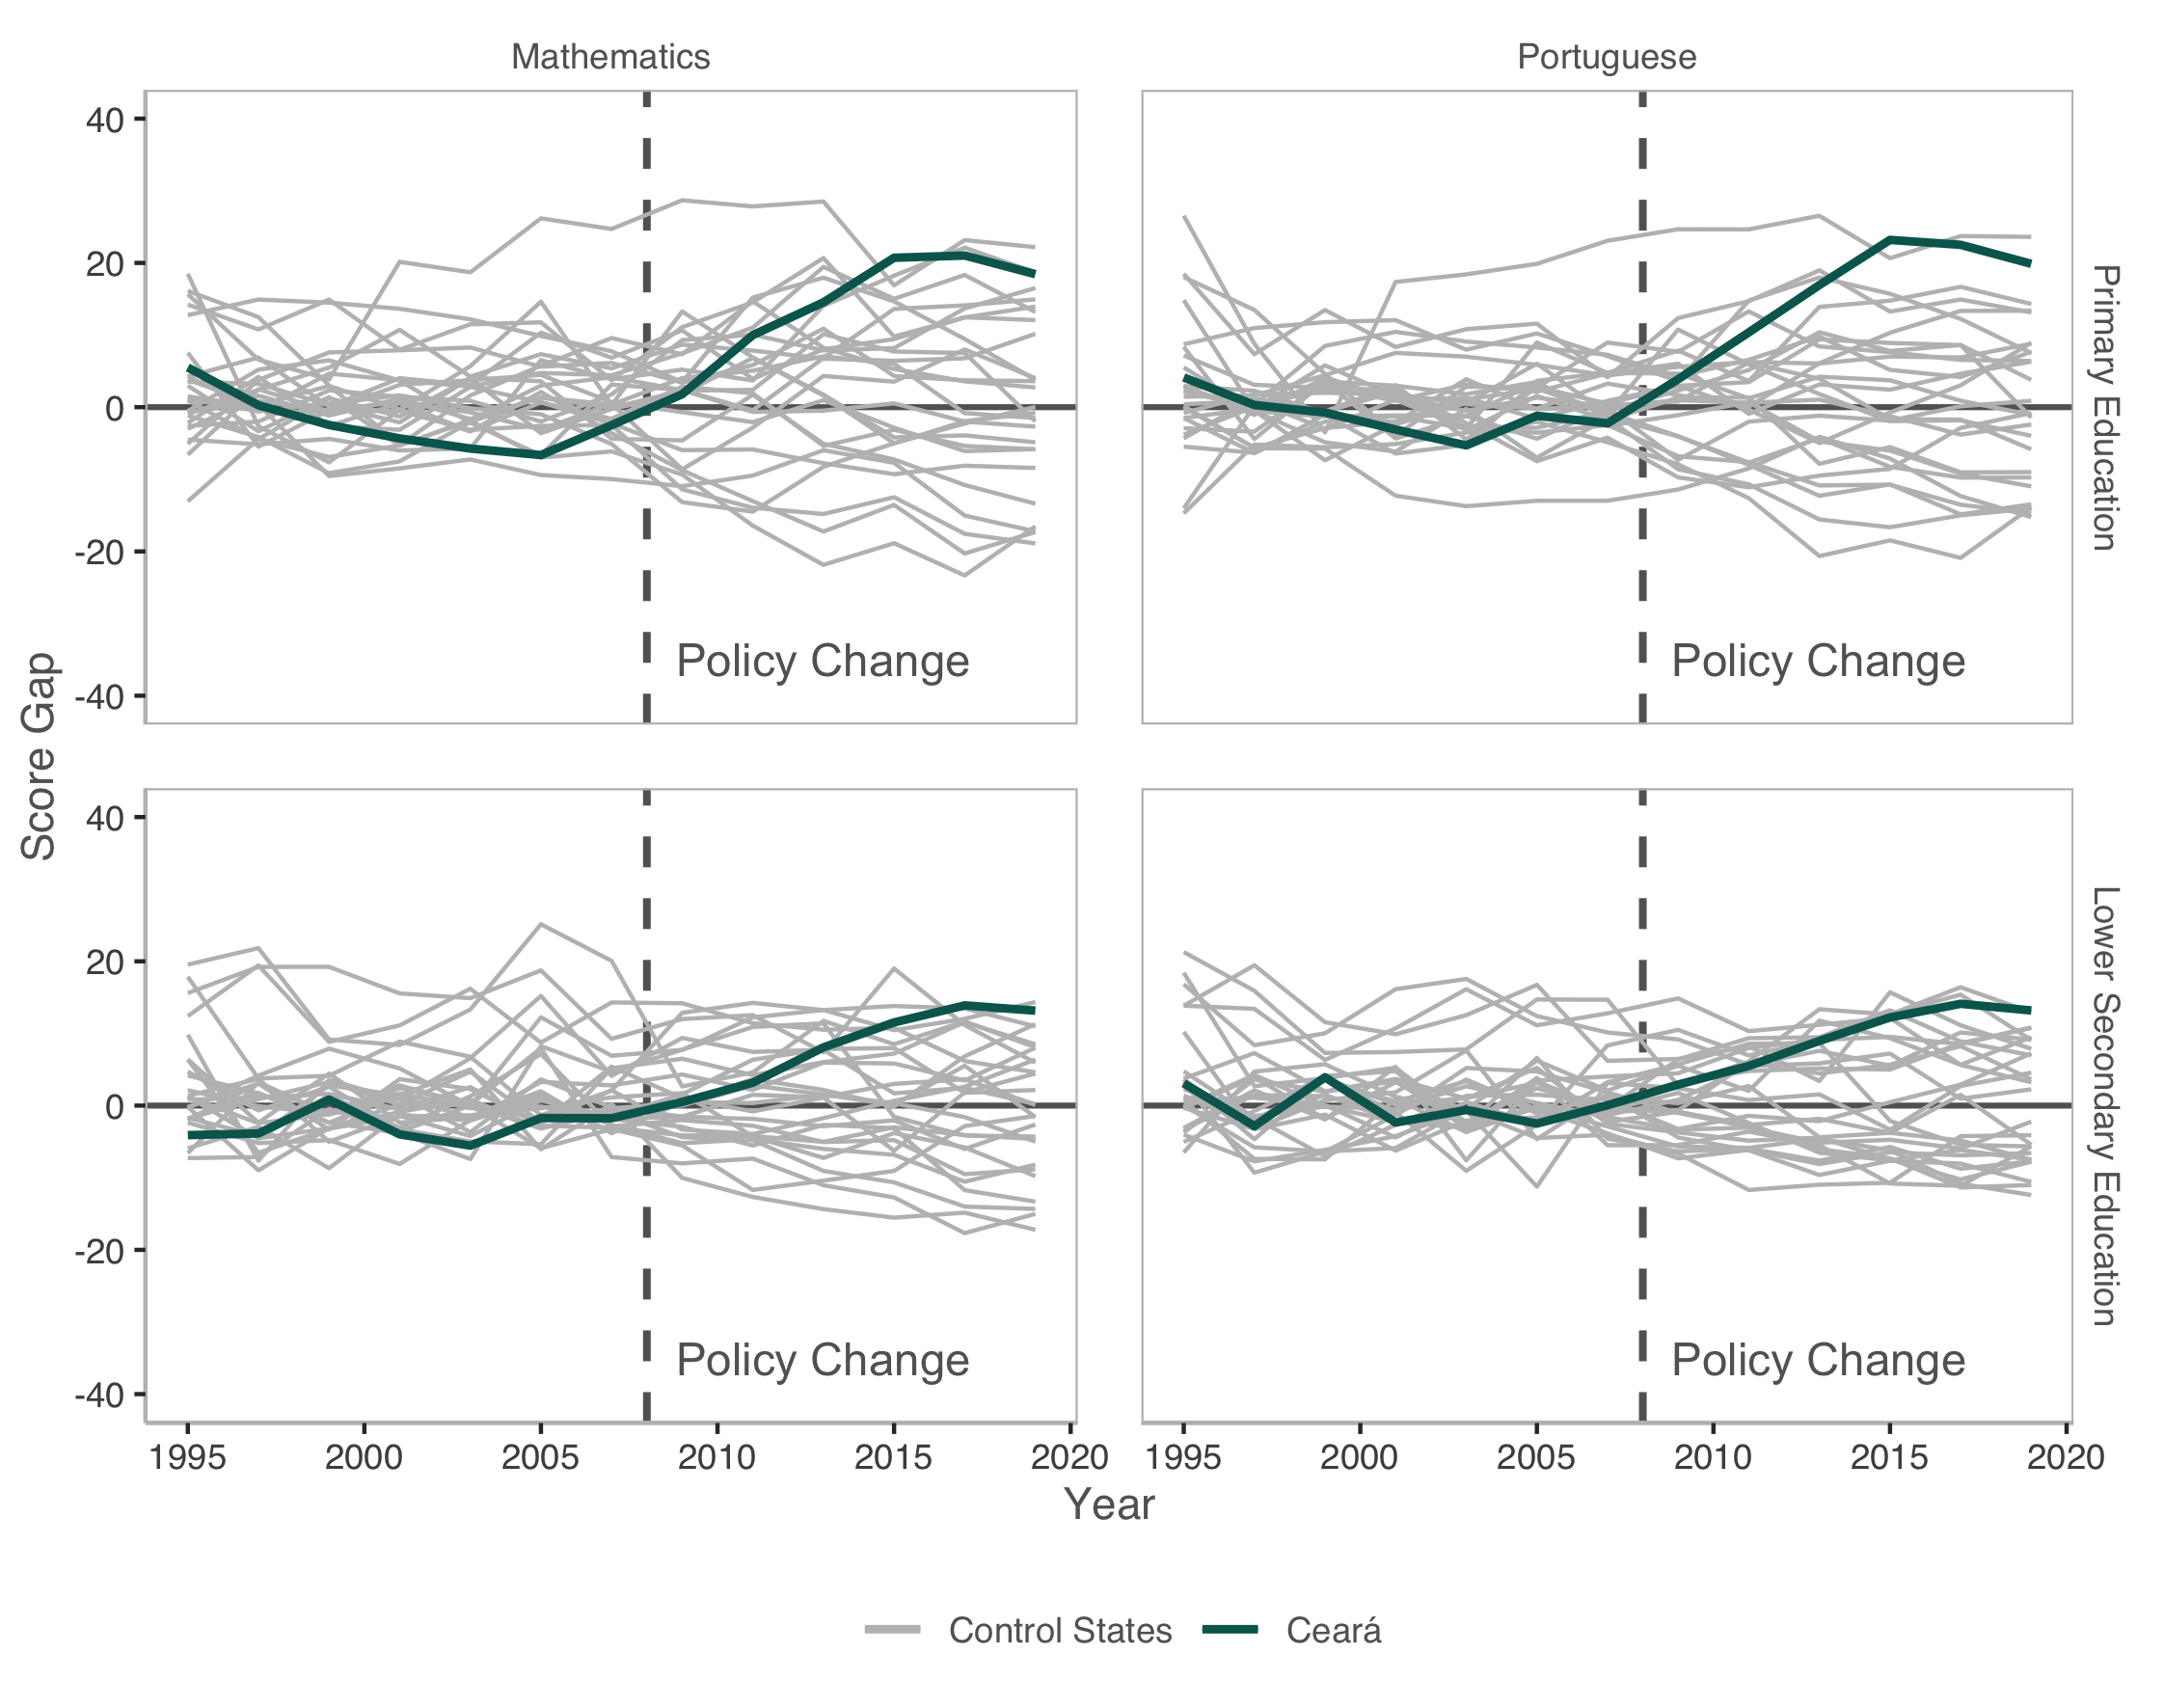 Mathematics
Portuguese
40
20
0
-20
-40
Policy Change
Policy Change
Primary Education
Score Gap
40
20
0
-20
-40
Policy Change
Policy Change
Lower Secondary Education
1995 2000 2005 2010 2015 2020
1995 2000 2005 2010 2015 2020
Year
Control States
Ceará